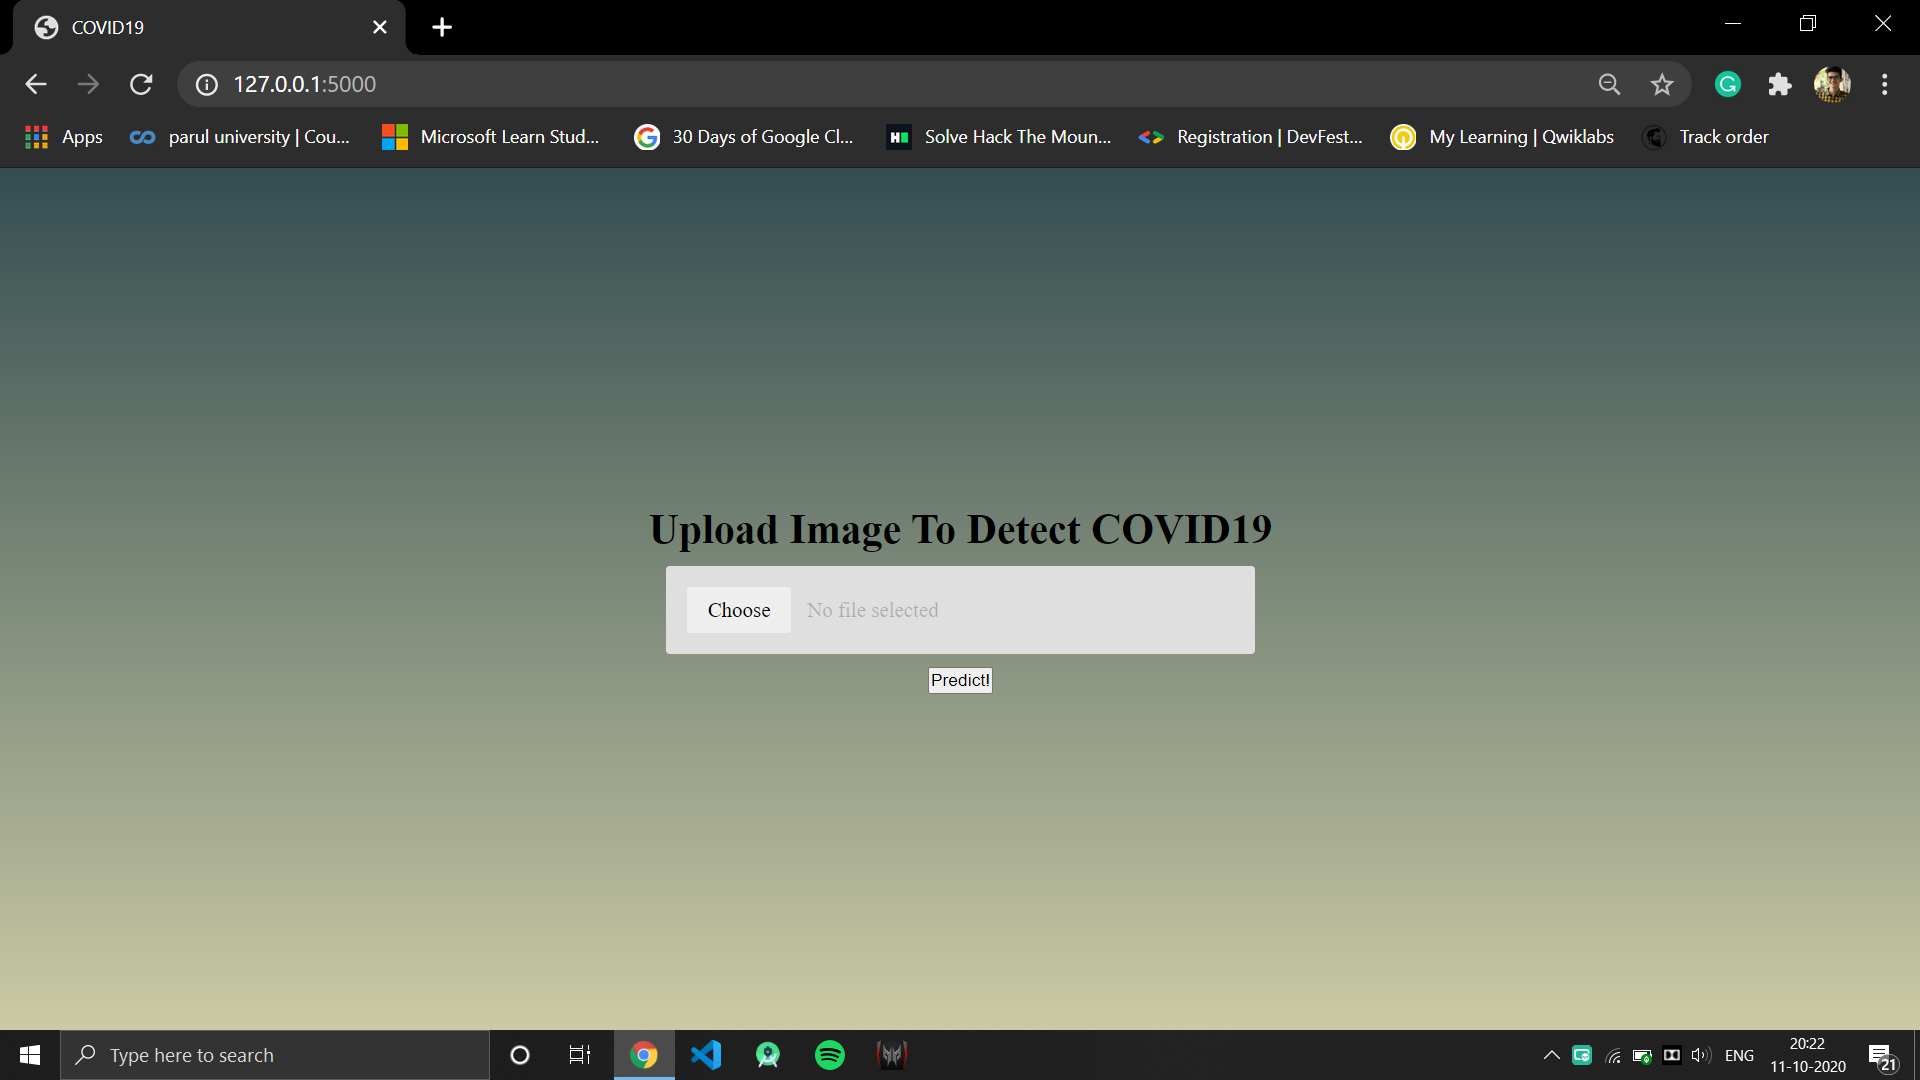 COVID19
127.0.0.1:5000
Apps
parul university | Cou...
Microsoft Learn Stud...
30 Days of Google Cl...
Solve Hack The Moun...
Registration | DevFest...
My Learning | Qwiklabs
Track order
Upload Image To Detect COVID19
Choose No file selected
Predict!
Type here to search
ENG
20:22
11-10-2020
21